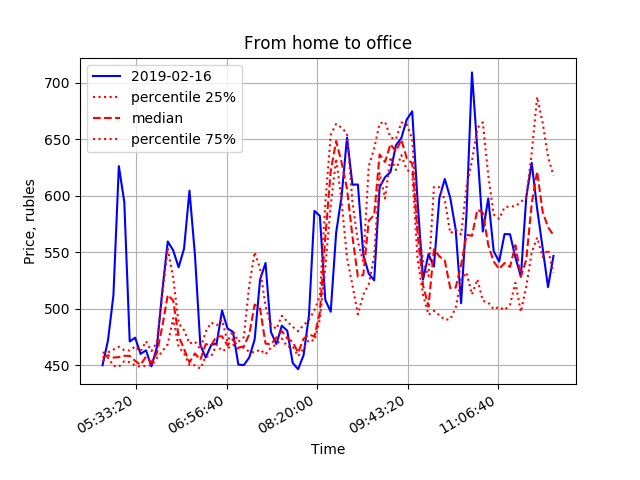 From home to office
2019-02-16
percentile 25%
median
percentile 75%
Price, rubles
700
650
600
550
500
450
05:33:20
06:56:40
08:20:00
09:43:20
11:06:40
Time